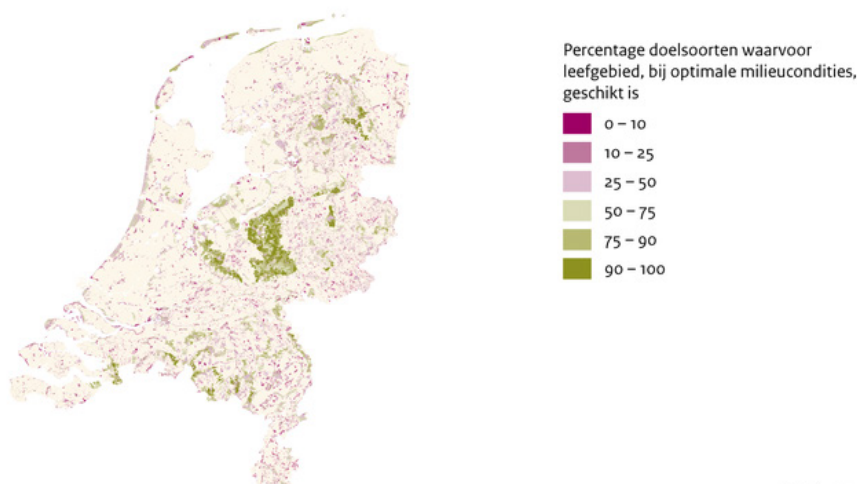 Percentage doelsoorten waarvoor
leefgebied, bij optimale milieucondities,
geschikt is
0 – 10
10 – 25
25 – 50
50 – 75
75 – 90
90 – 100